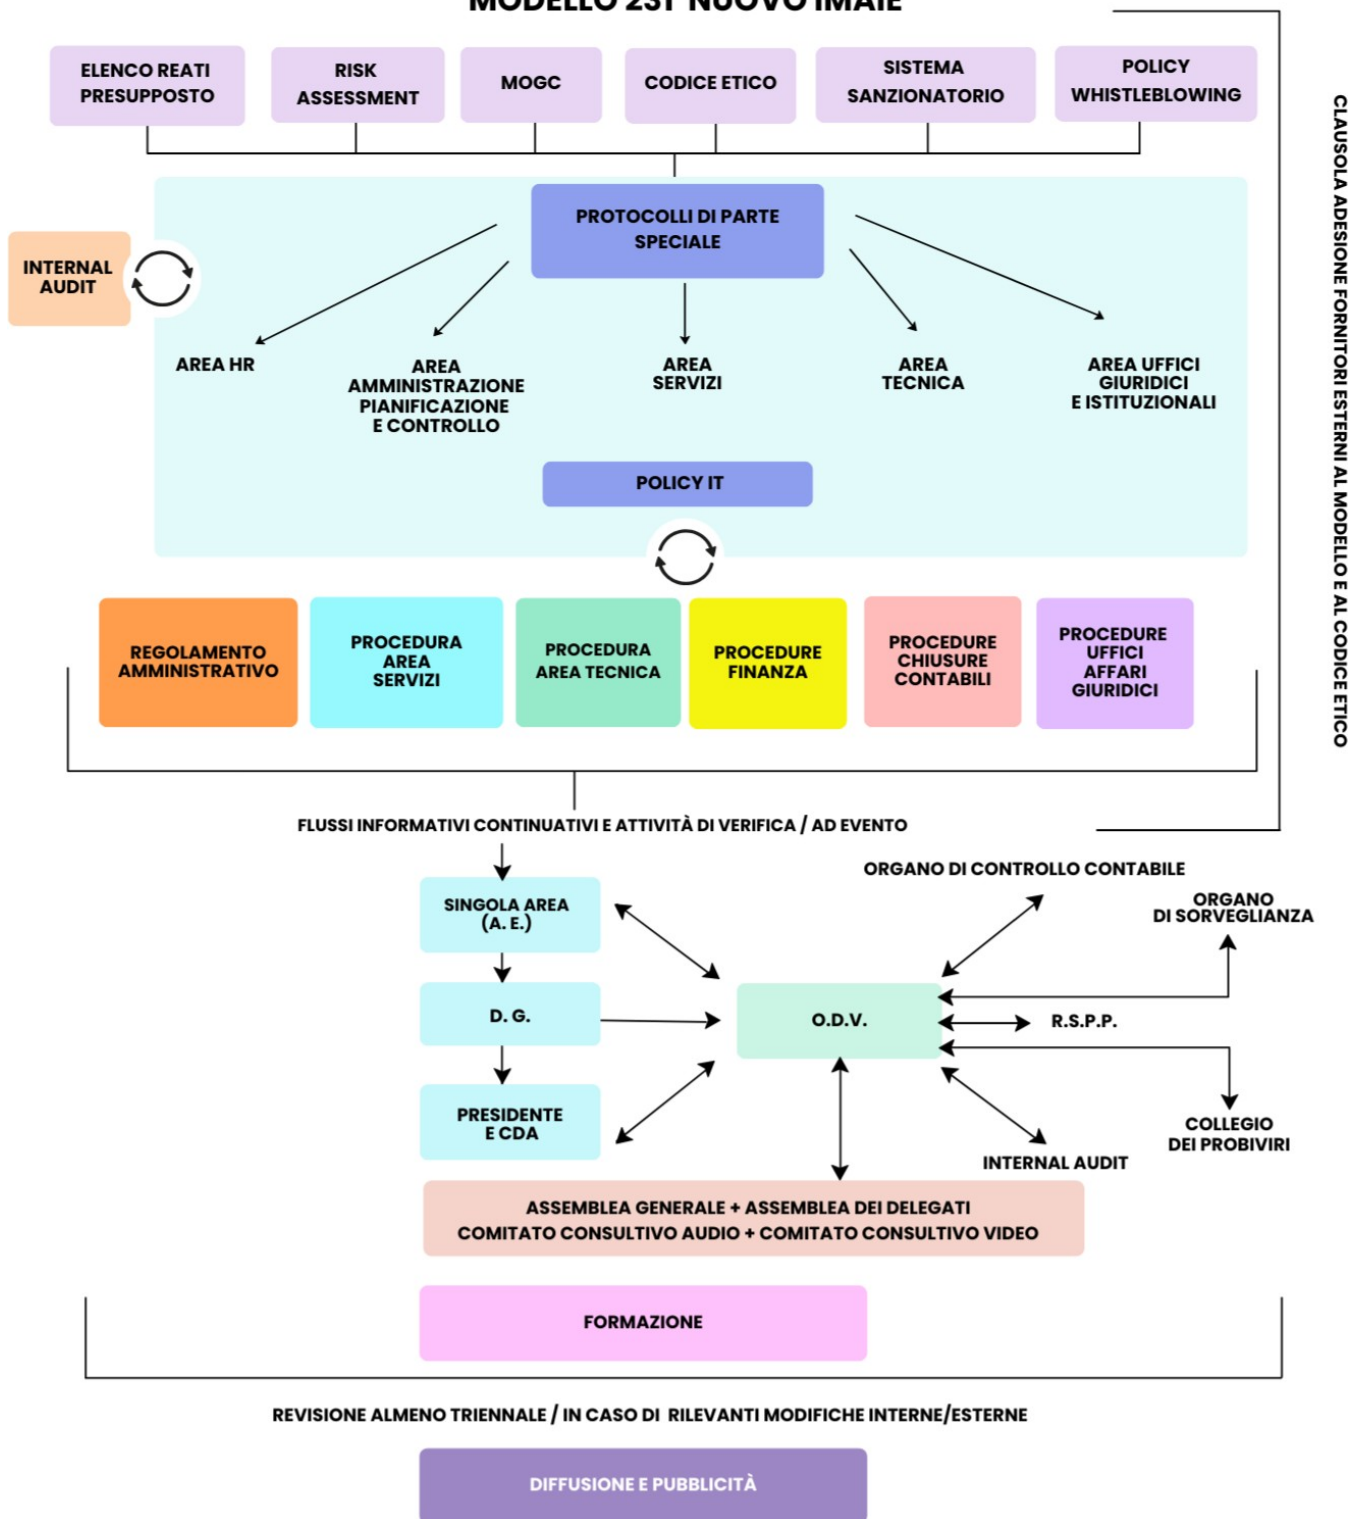 MODELLO 231 NUOVO IMAIE
ELENCO REATI
PRESUPPOSTO
RISK
ASSESSMENT
MOGC
CODICE ETICO
SISTEMA
SANZIONATORIO
POLICY
WHISTLEBLOWING
CLAUSOLA ADESIONE FORNITORI ESTERNI AL MODELLO E AL CODICE ETICO
PROTOCOLLI DI PARTE
SPECIALE
INTERNAL
AUDIT
AREA HR
AREA
AMMINISTRAZIONE
PIANIFICAZIONE
E CONTROLLO
AREA
SERVIZI
AREA
TECNICA
AREA UFFICI
GIURIDICI
E ISTITUZIONALI
POLICY IT
REGOLAMENTO
AMMINISTRATIVO
PROCEDURA
AREA
SERVIZI
PROCEDURA
AREA TECNICA
PROCEDURE
FINANZA
PROCEDURE
CHIUSURE
CONTABILI
PROCEDURE
UFFICI
AFFARI
GIURIDICI
FLUSSI INFORMATIVI CONTINUATIVI E ATTIVITÀ DI VERIFICA / AD EVENTO
SINGOLA AREA
(A. E.)
D. G.
PRESIDENTE
E CDA
O.D.V.
ORGANO DI CONTROLLO CONTABILE
ORGANO
DI SORVEGLIANZA
R.S.P.P.
COLLEGIO
DEI PROBIVIRI
INTERNAL AUDIT
ASSEMBLEA GENERALE + ASSEMBLEA DEI DELEGATI
COMITATO CONSULTIVO AUDIO + COMITATO CONSULTIVO VIDEO
FORMAZIONE
REVISIONE ALMENO TRIENNALE / IN CASO DI RILEVANTI MODIFICHE INTERNE/ESTERNE
DIFFUSIONE E PUBBLICITÀ